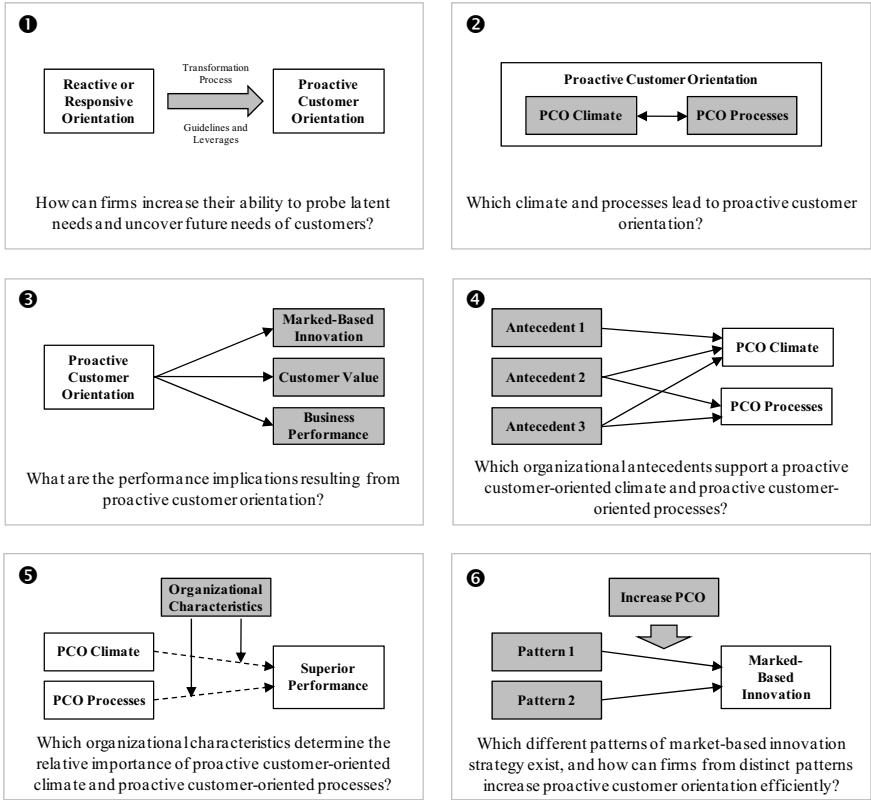 ❶
Reactive or
Responsive
Orientation
Transformation
Process
Guidelines and
Leverages
Proactive
Customer
Orientation
How can firms increase their ability to probe latent
needs and uncover future needs of customers?
❷
Proactive Customer Orientation
PCO Climate
PCO Processes
Which climate and processes lead to proactive customer
orientation?
❸
Proactive
Customer
Orientation
Marked-Based
Innovation
Customer Value
Business
Performance
What are the performance implications resulting from
proactive customer orientation?
❹
Antecedent 1
Antecedent 2
Antecedent 3
PCO Climate
PCO Processes
Which organizational antecedents support a proactive
customer-oriented climate and proactive customer-
oriented processes?
❺
Organizational
Characteristics
PCO Climate
PCO Processes
Superior
Performance
Which organizational characteristics determine the
relative importance of proactive customer-oriented
climate and proactive customer-oriented processes?
❻
Increase PCO
Pattern 1
Pattern 2
Marked-
Based
Innovation
Which different patterns of market-based innovation
strategy exist, and how can firms from distinct patterns
increase proactive customer orientation efficiently?